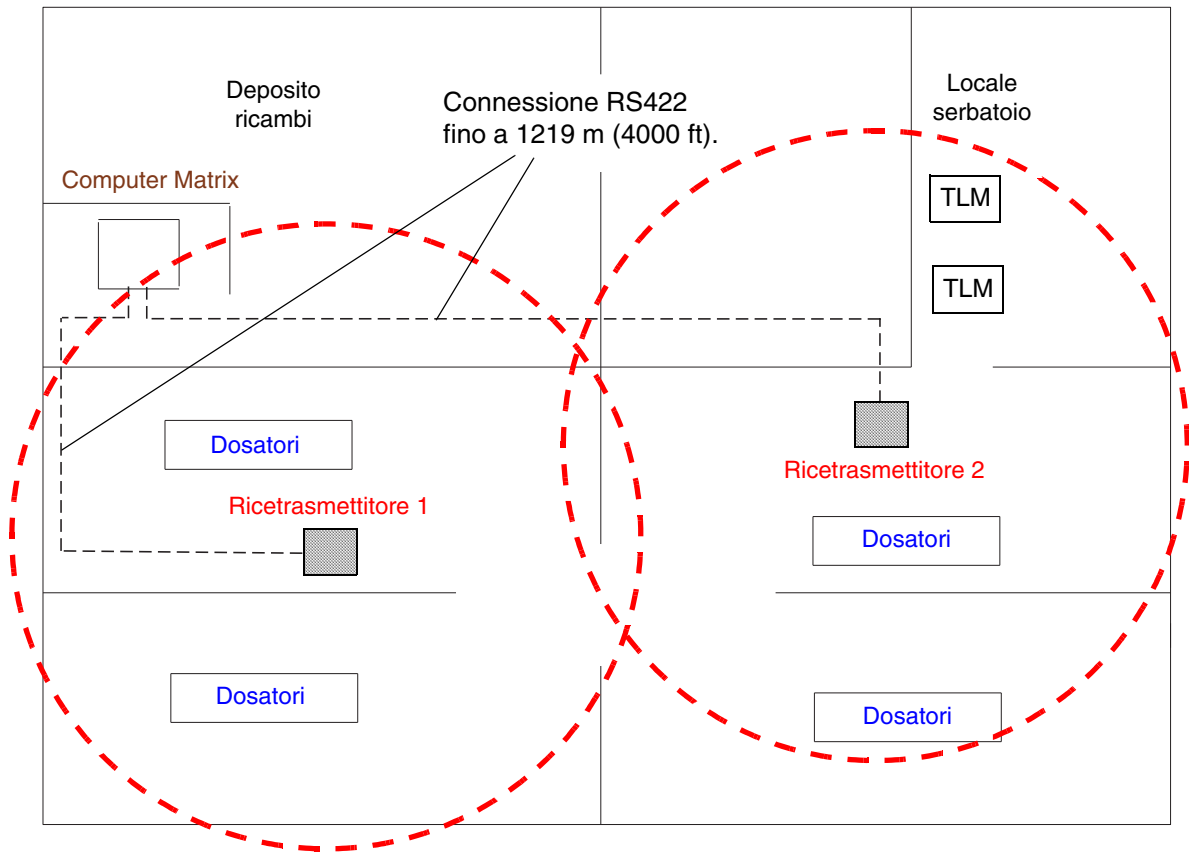 Deposito
ricambi
Connessione RS422
fino a 1219 m (4000 ft).
Locale
serbatoio
Computer Matrix
TLM
TLM
Dosatori
Ricetrasmettitore 2
Ricetrasmettitore 1
Dosatori
Dosatori
Dosatori